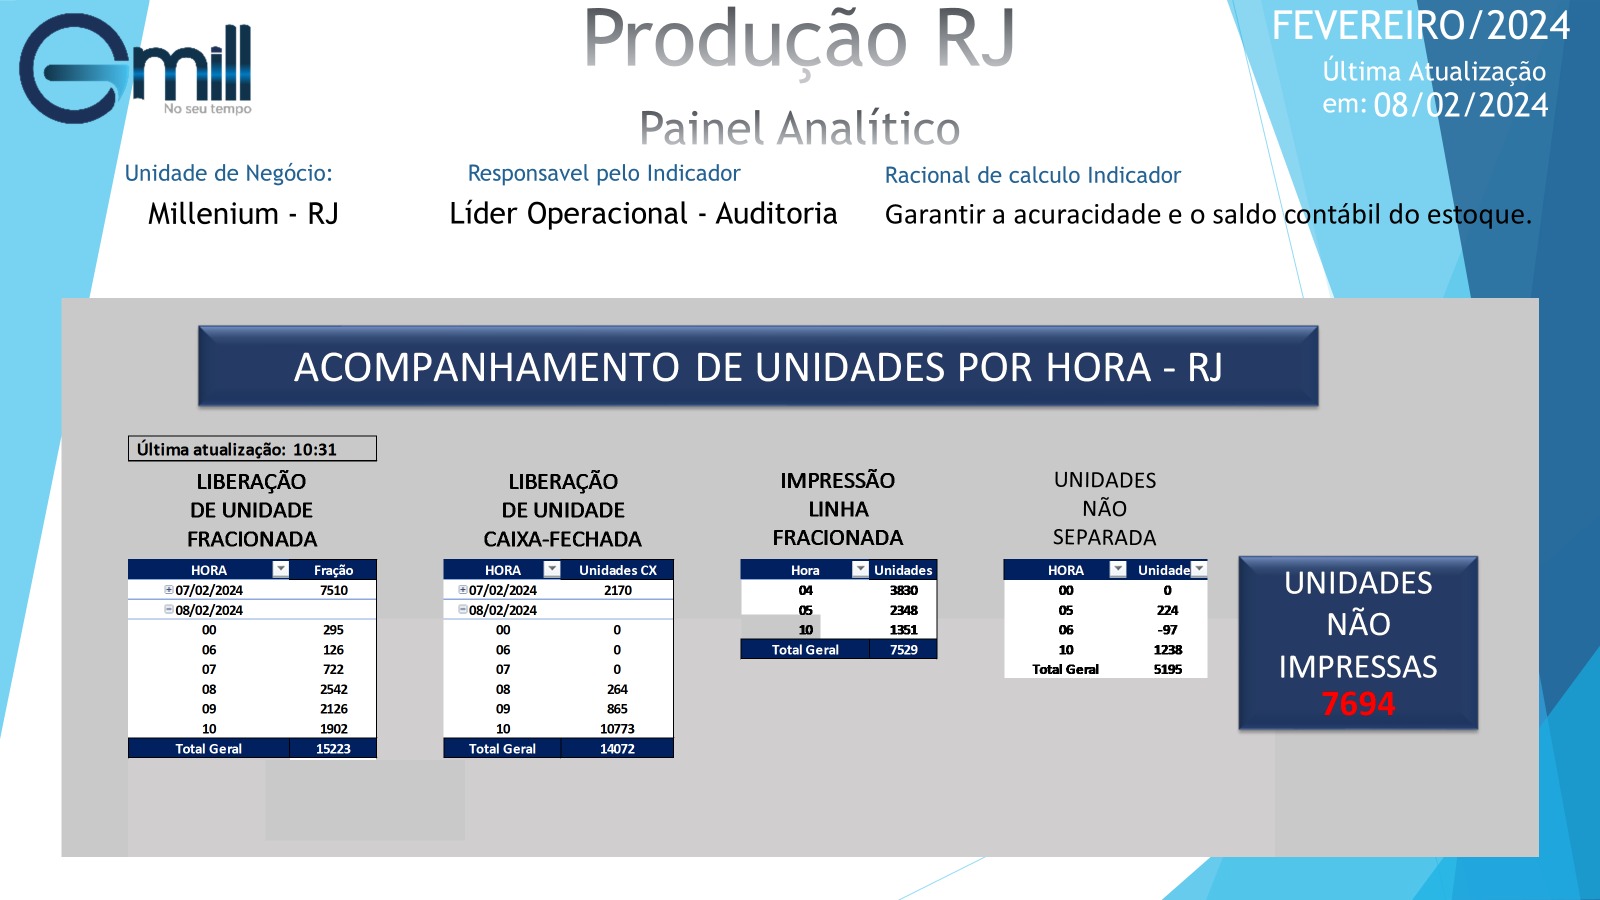 Gmill
No seu tempo
Produção RJ
Painel Analítico
FEVEREIRO/2024
Última Atualização
em: 08/02/2024
Unidade de Negócio:
Millenium - RJ
Responsavel pelo Indicador
Líder Operacional - Auditoria
Racional de calculo Indicador
Garantir a acuracidade e o saldo contábil do estoque.
ACOMPANHAMENTO DE UNIDADES POR HORA - RJ
Última atualização: 10:31
LIBERAÇÃO
DE UNIDADE
FRACIONADA
HORA Fração
07/02/2024 7510
08/02/2024
00 295
06 126
07 722
08 2542
09 2126
10 1902
Total Geral 15223
LIBERAÇÃO
DE UNIDADE
CAIXA-FECHADA
HORA Unidades CX
07/02/2024 2170
08/02/2024
00 0
06 0
07 0
08 264
09 865
10 10773
Total Geral 14072
IMPRESSÃO
LINHA
FRACIONADA
Hora Unidades
04 3830
05 2348
10 1351
Total Geral 7529
UNIDADES
NÃO
SEPARADA
HORA Unidade
00 0
05 224
06 -97
10 1238
Total Geral 5195
UNIDADES
NÃO
IMPRESSAS
7694